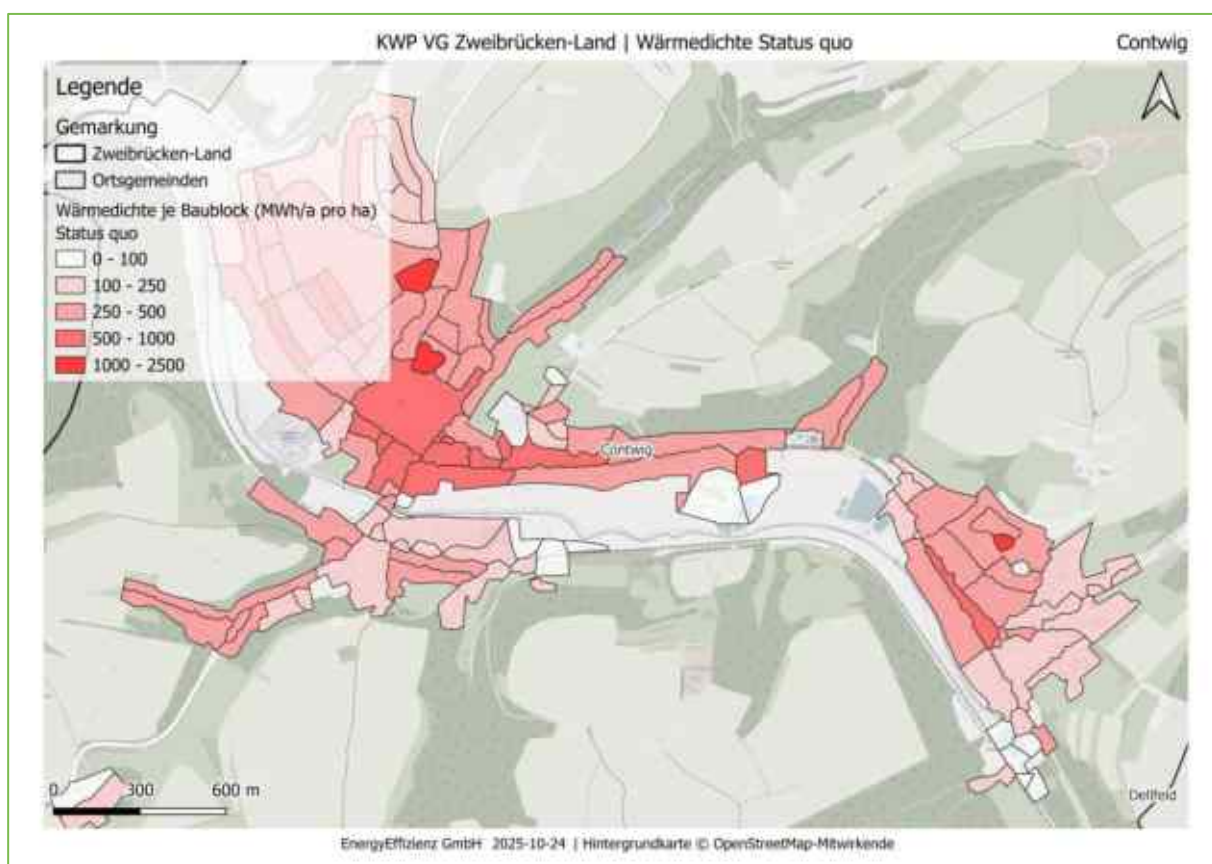 KWP VG Zweibrücken-Land | Wärmedichte Status quo
Contwig
Legende
Gemarkung
Zweibrücken-Land
Ortsgemeinden
Wärmedichte je Baublock (MWh/a pro ha)
Status quo
0 - 100
100 - 250
250 - 500
500 - 1000
1000 - 2500
Contwig
0 300 600 m
Dellfeld
EnergyEffizienz GmbH 2025-10-24 | Hintergrundkarte © OpenStreetMap-Mitwirkende